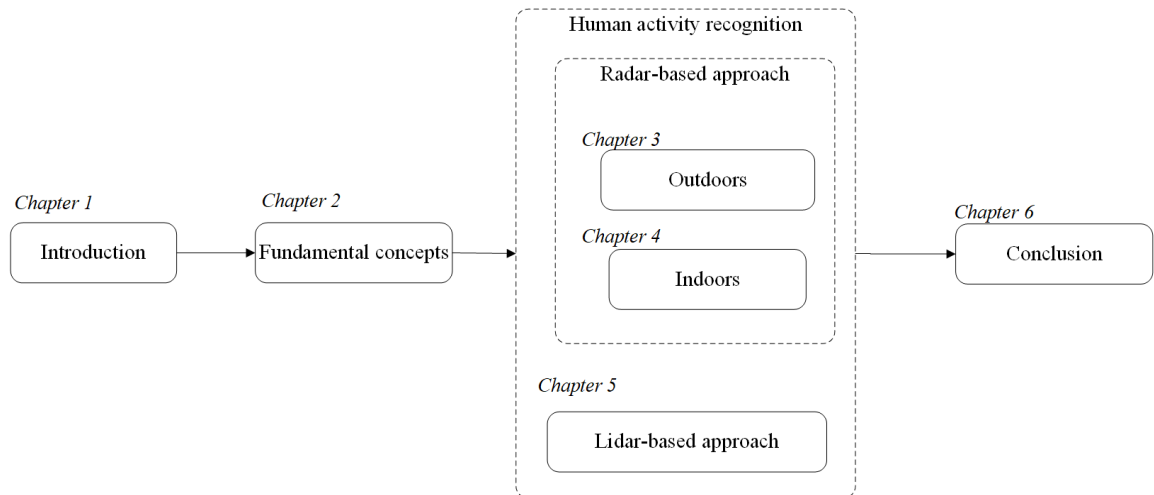 Chapter 1
Introduction
Chapter 2
Fundamental concepts
Human activity recognition
Radar-based approach
Chapter 3
Outdoors
Chapter 4
Indoors
Chapter 5
Lidar-based approach
Chapter 6
Conclusion